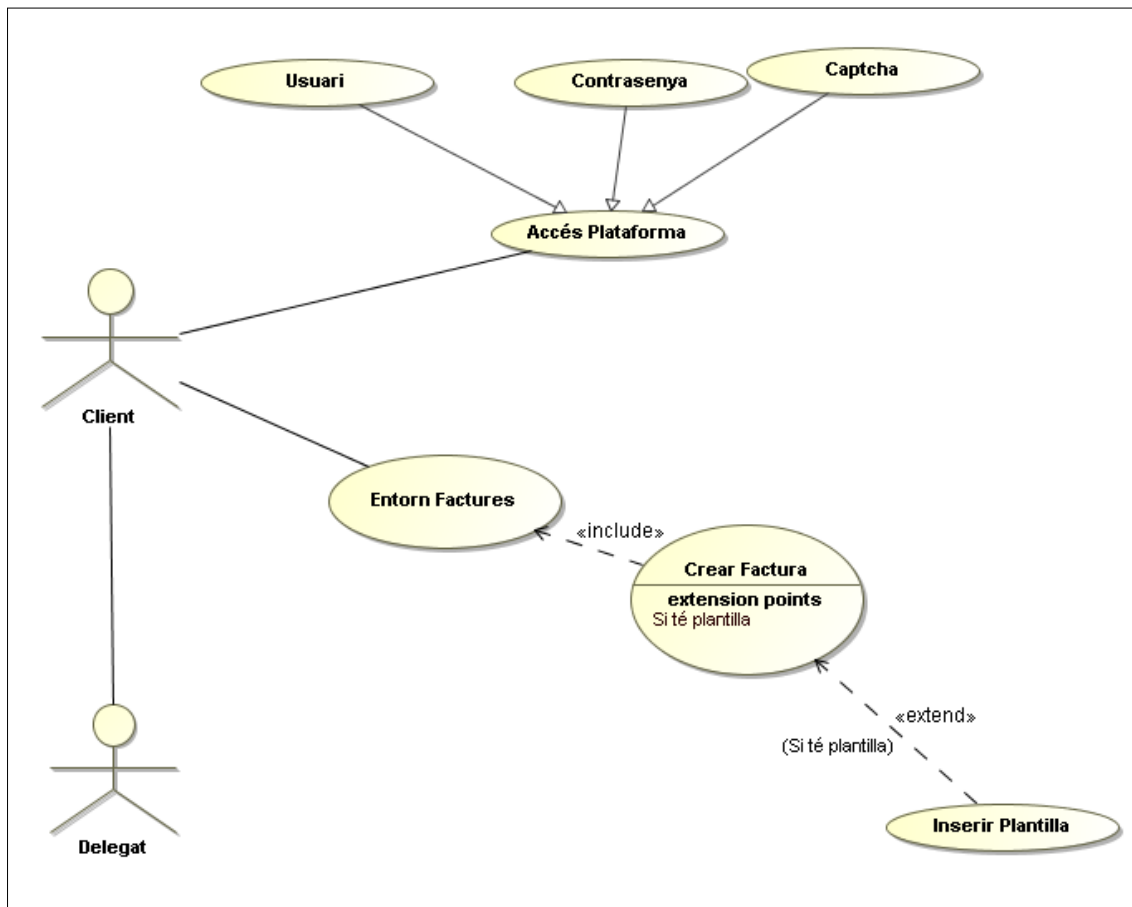 Usuari
Contrasenya
Captcha
Accés Plataforma
Client
Entorn Factures
«include»
Crear Factura
extension points
Si té plantilla
«extend»
(Si té plantilla)
Inserir Plantilla
Delegat